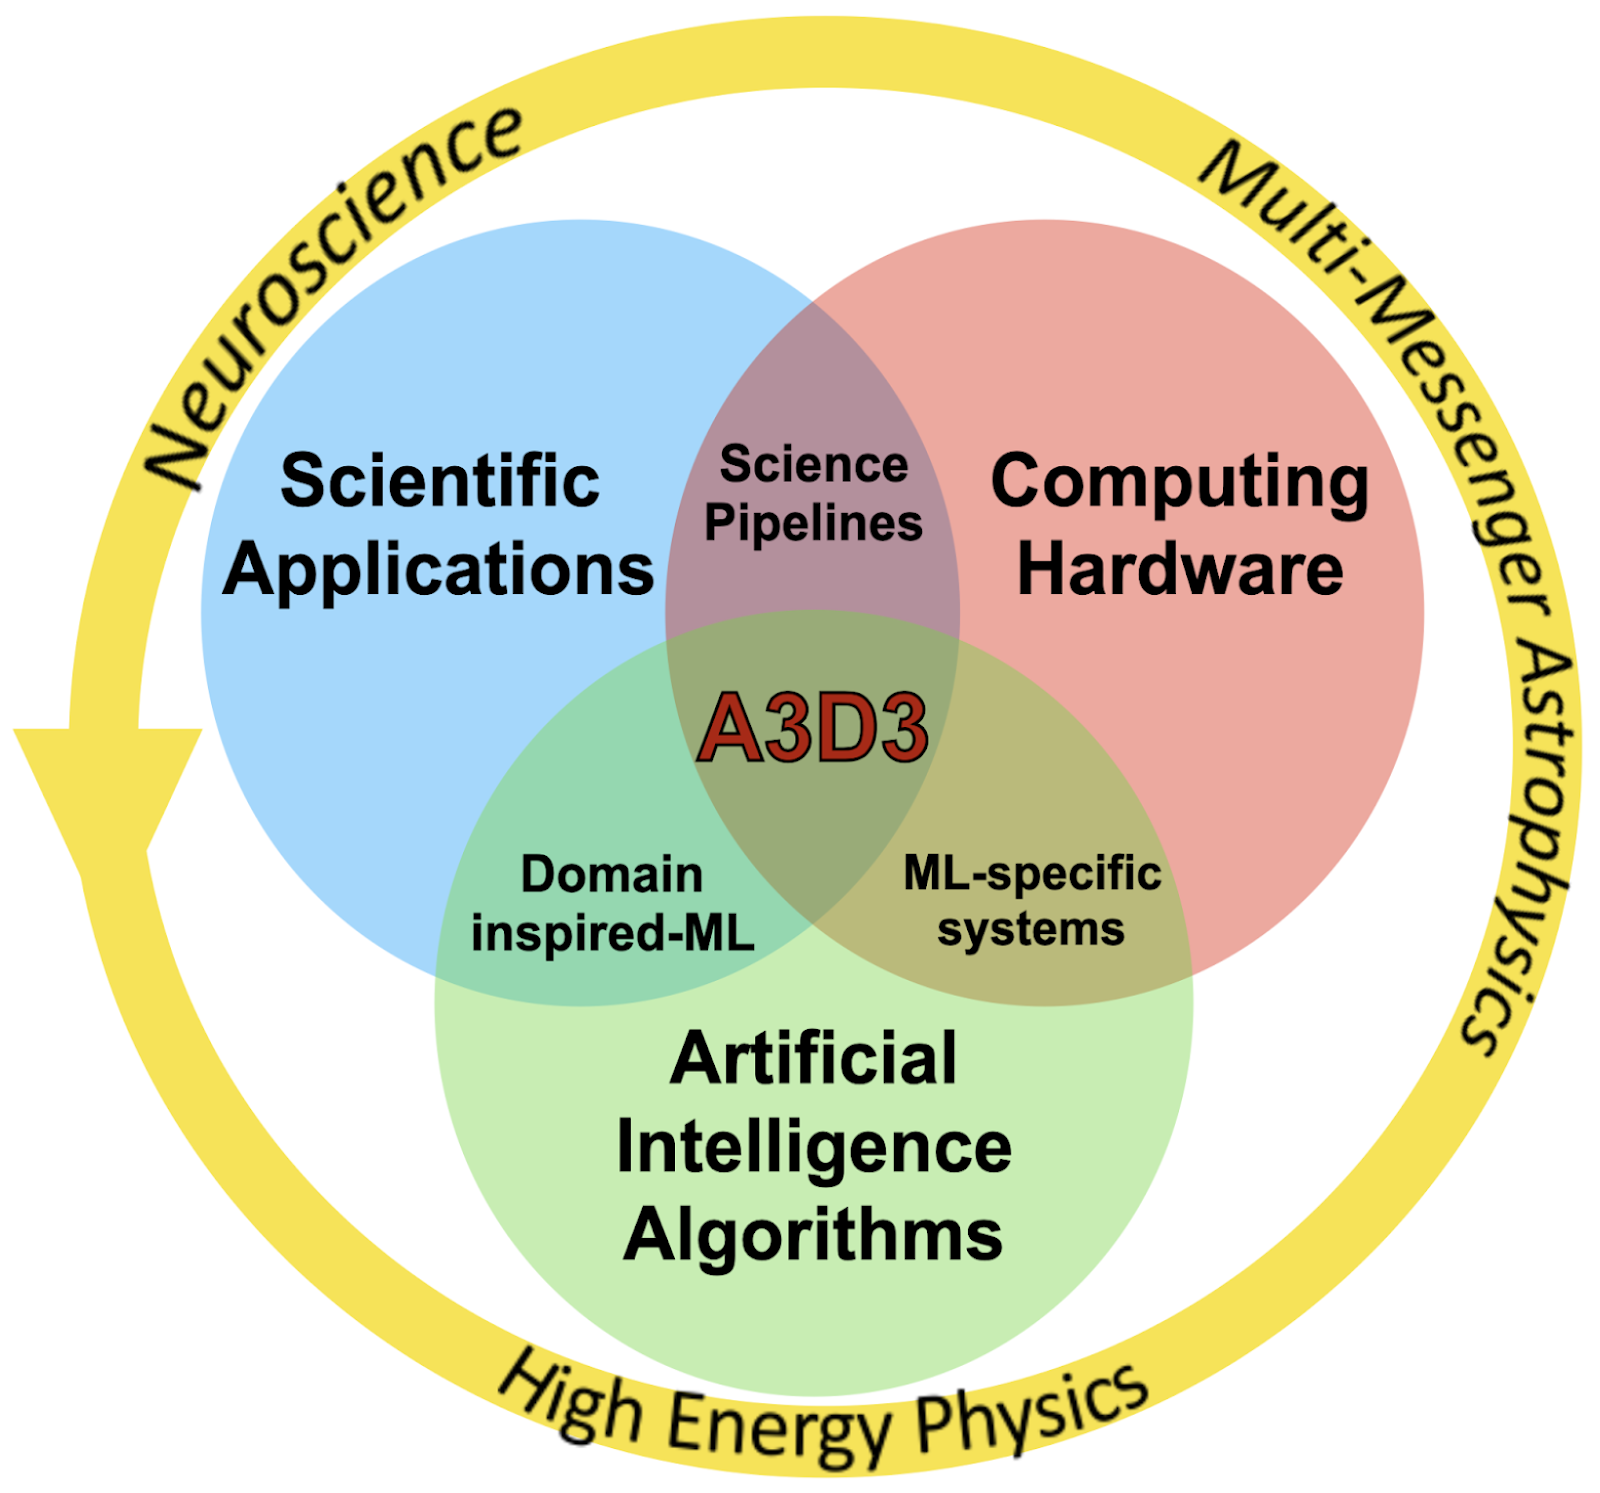 Neuroscience
Multi-Messenger Astrophysics
Scientific
Applications
Science
Pipelines
Computing
Hardware
A3D3
Domain
inspired-ML
ML-specific
systems
Artificial
Intelligence
Algorithms
High Energy Physics